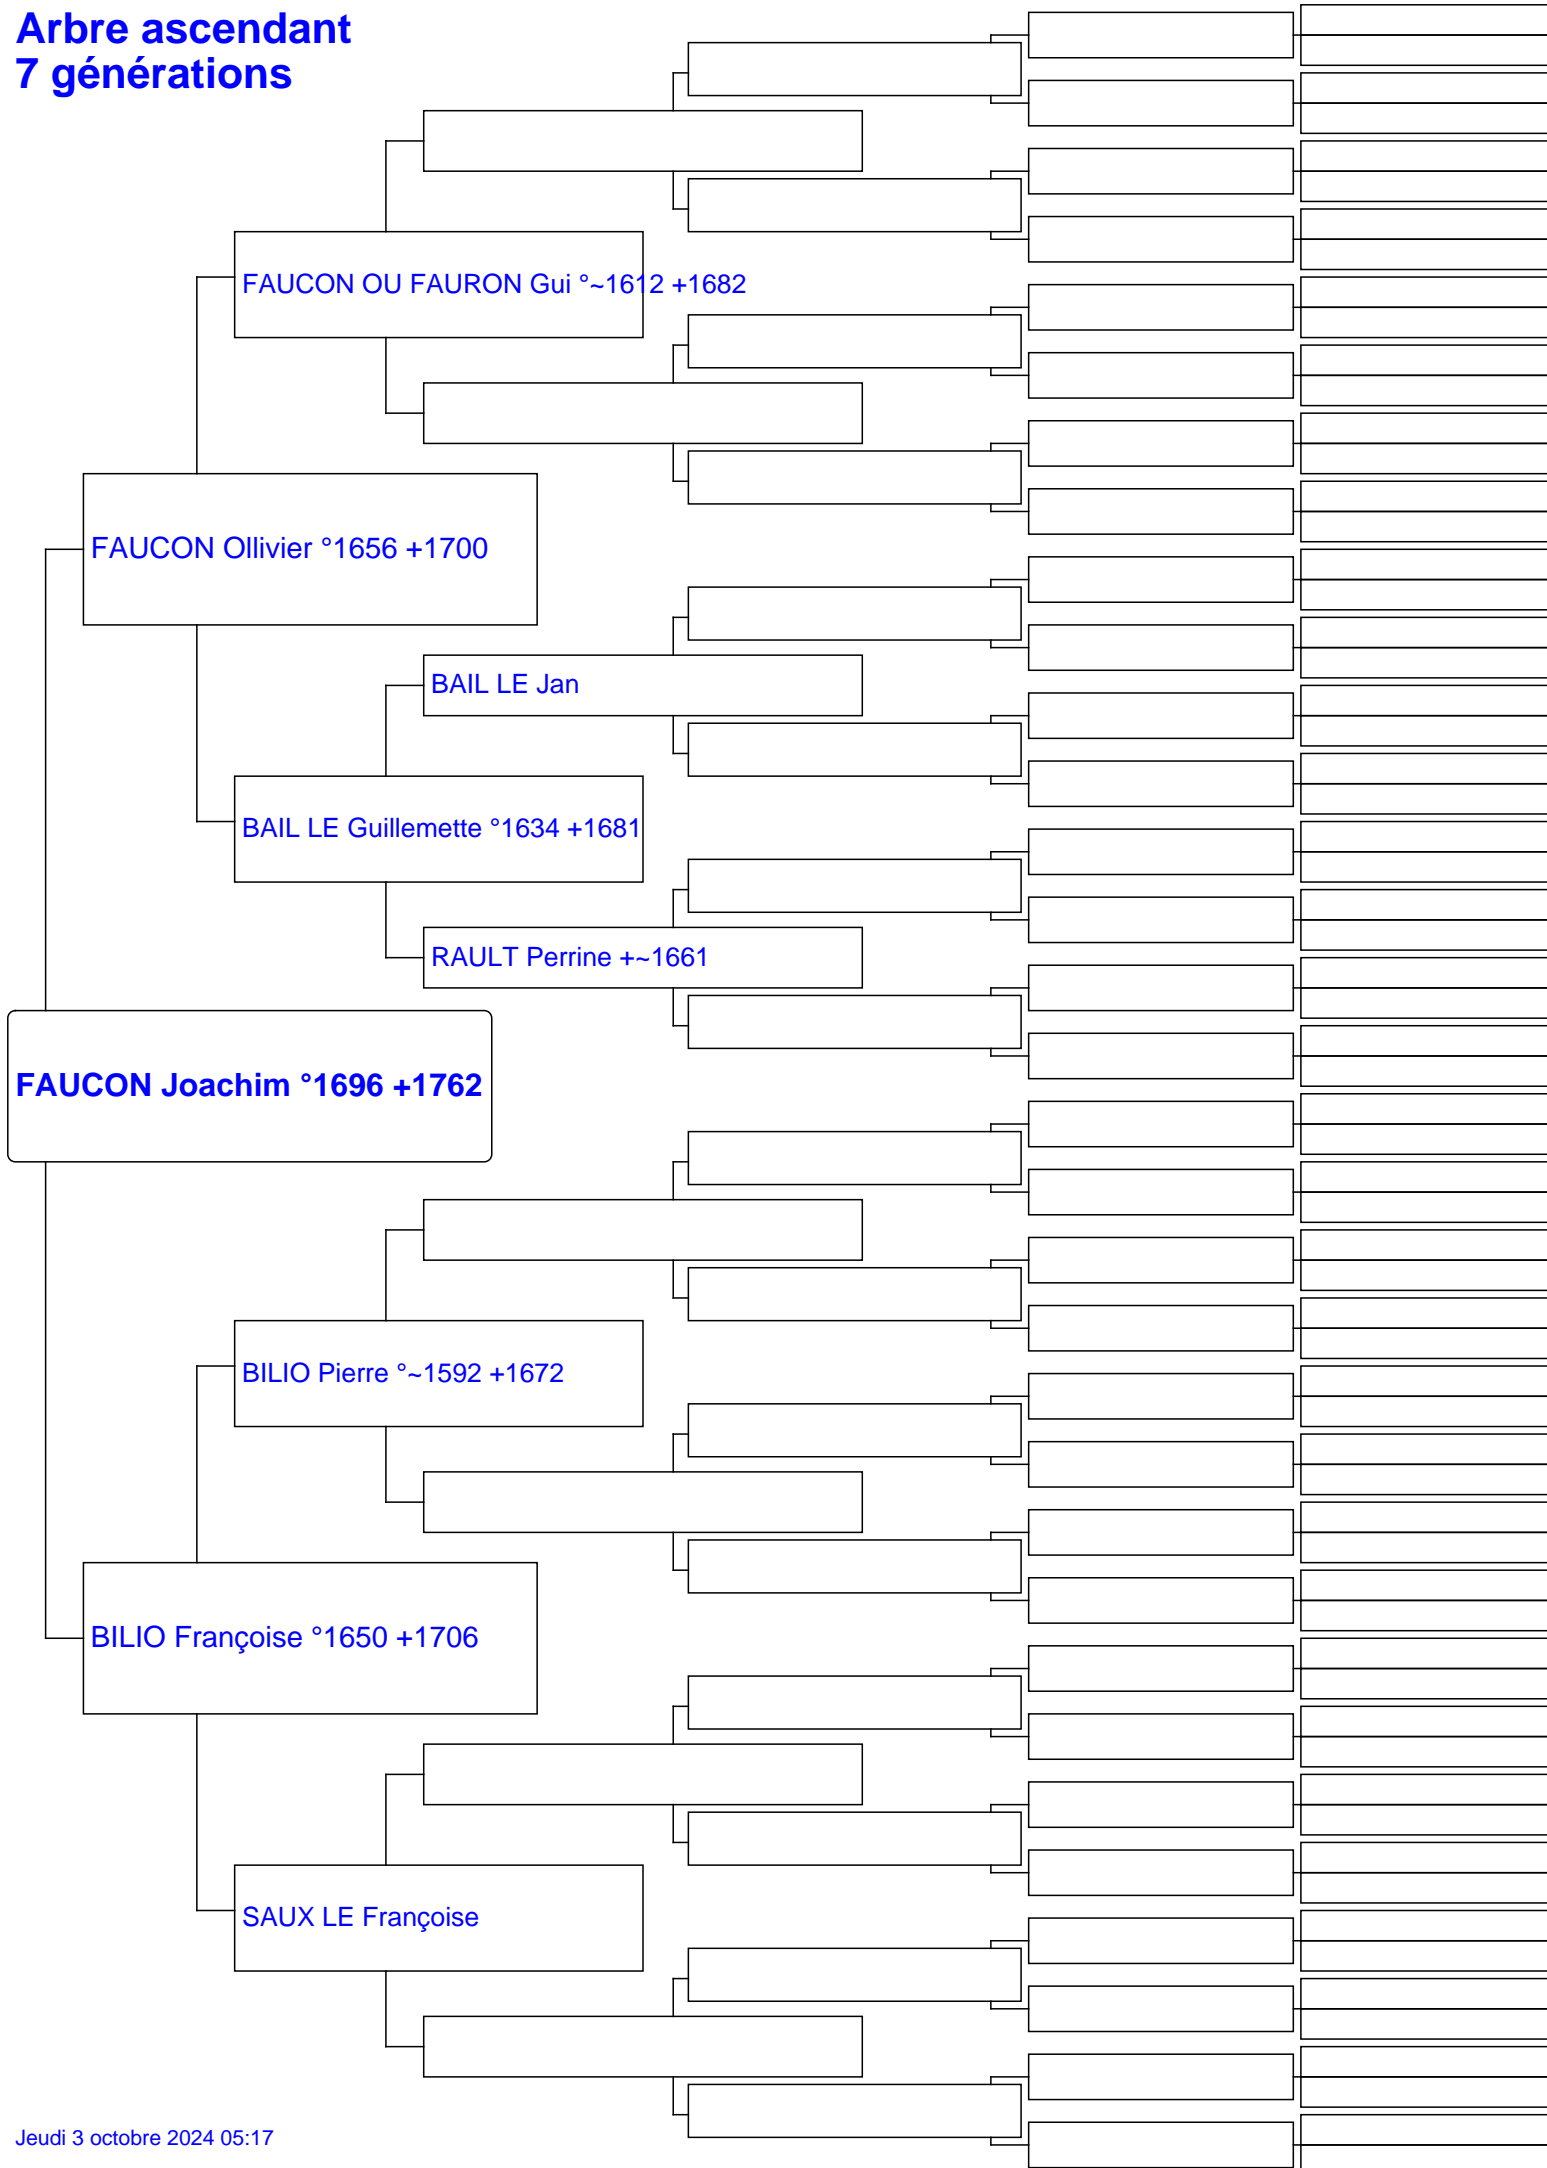 Arbre ascendant
7 générations
FAUCON OU FAURON Gui °~1612 +1682
FAUCON Ollivier °1656 +1700
BAIL LE Jan
BAIL LE Guillemette °1634 +1681
RAULT Perrine +~1661
FAUCON Joachim °1696 +1762
BILIO Pierre °~1592 +1672
BILIO Françoise °1650 +1706
SAUX LE Françoise
Jeudi 3 octobre 2024 05:17